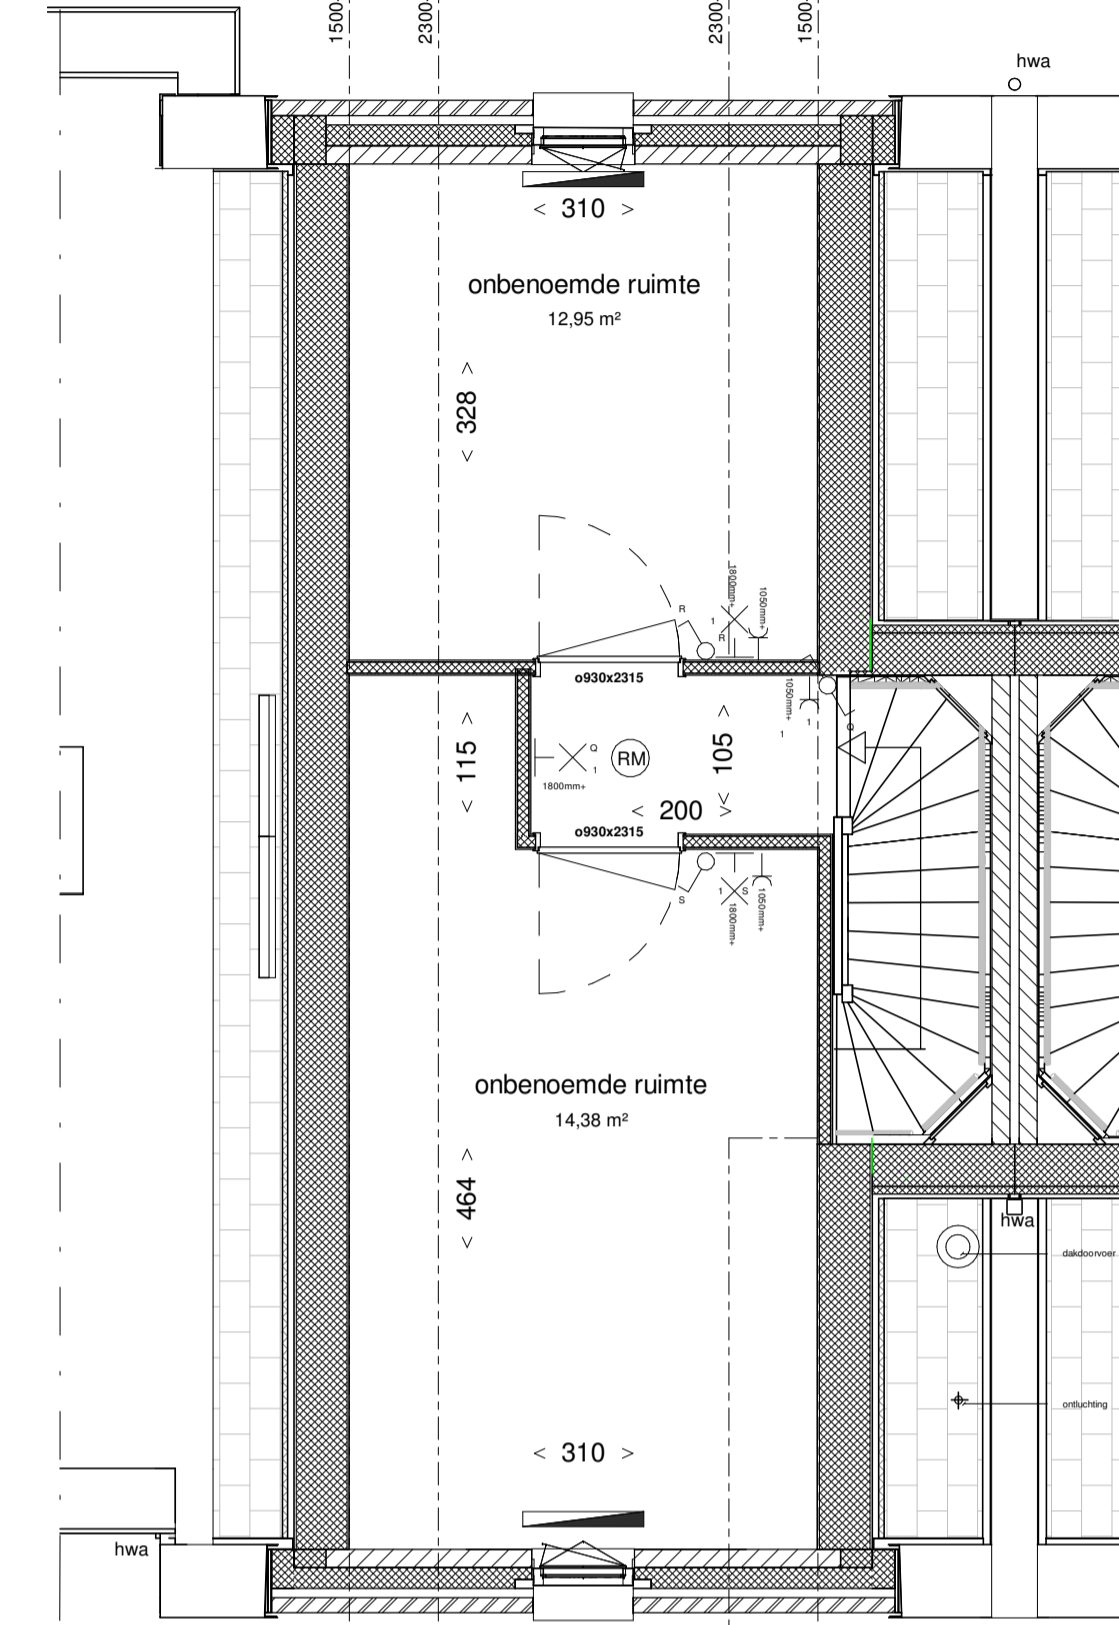 1500-
2300-
2300-
1500-
hwa
< 310 >
onbenoemde ruimte
12,95 m²
< 328 >
1800mm+
1050mm+
R
1
R
o930x2315
1050mm+
1
1
Q
< 115 >
< 105 >
Q
1
RM
1800mm+
< 200 >
o930x2315
1
S
S
1800mm+
1050mm+
onbenoemde ruimte
14,38 m²
< 464 >
hwa
dakdoorvoer
ontluchting
< 310 >
hwa